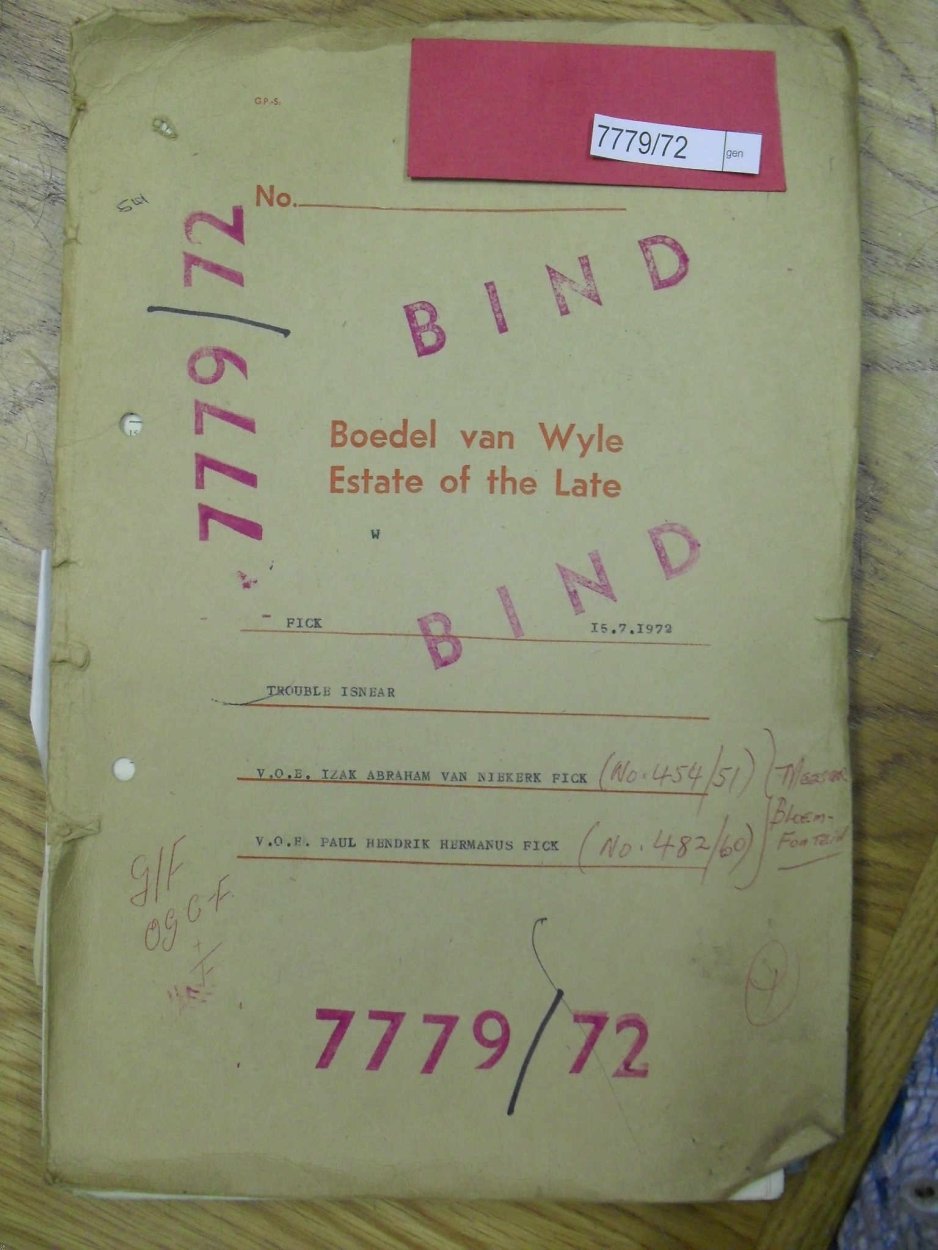 G.P.-S.
7779/72
gen
No.
7779/72
BIND
Boedel van Wyle
Estate of the Late
W
BIND
- FICK 15.7.1972
TROUBLE ISNEAR
V.O.E. IZAK ABRAHAM VAN NIEKERK FICK (No. 454/51) MEESTER
BLOEM-
V.O.E. PAUL HENDRIK HERMANUS FICK (No. 482/60) FONTEIN
G/F
7779/72